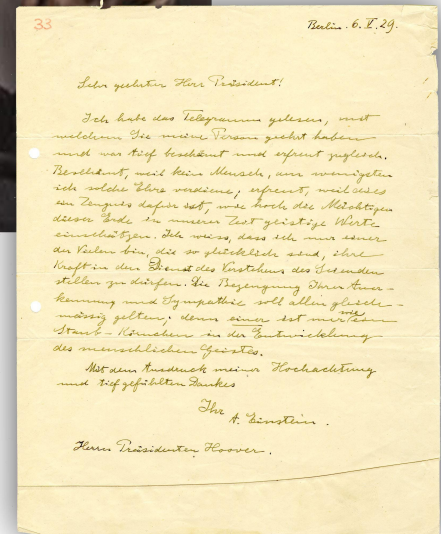 33
Berlin. 6. V. 29.
Sehr geehrter Herr Präsident!
Ich habe das Telegramm gelesen, mit
welchem Sie meine Person geehrt haben
und war tief beschämt und erfreut zugleich.
Beschämt, weil kein Mensch, am wenigsten
ich solche Ehre verdiene; erfreut, weil es
ein Zeugnis dafür ist, wie hoch die Mächtigen
dieser Erde in unserer Zeit geistige Werte
einschätzen. Ich weiss, dass ich nur einer
der Vielen bin, die so glücklich sind, ihre
Kraft in den Dienst des Verstehens des Seienden
stellen zu dürfen. Die Bezeugung Ihrer Aner-
kennung und Sympathie soll allen gleich-
mässig gelten; denn einer ist nur wie ein
Staub-Körnchen in der Entwicklung
des menschlichen Geistes.
Mit dem Ausdruck meiner Hochachtung
und tief gefühlten Dankes
Ihr
A. Einstein.
Herrn Präsidenten Hoover.